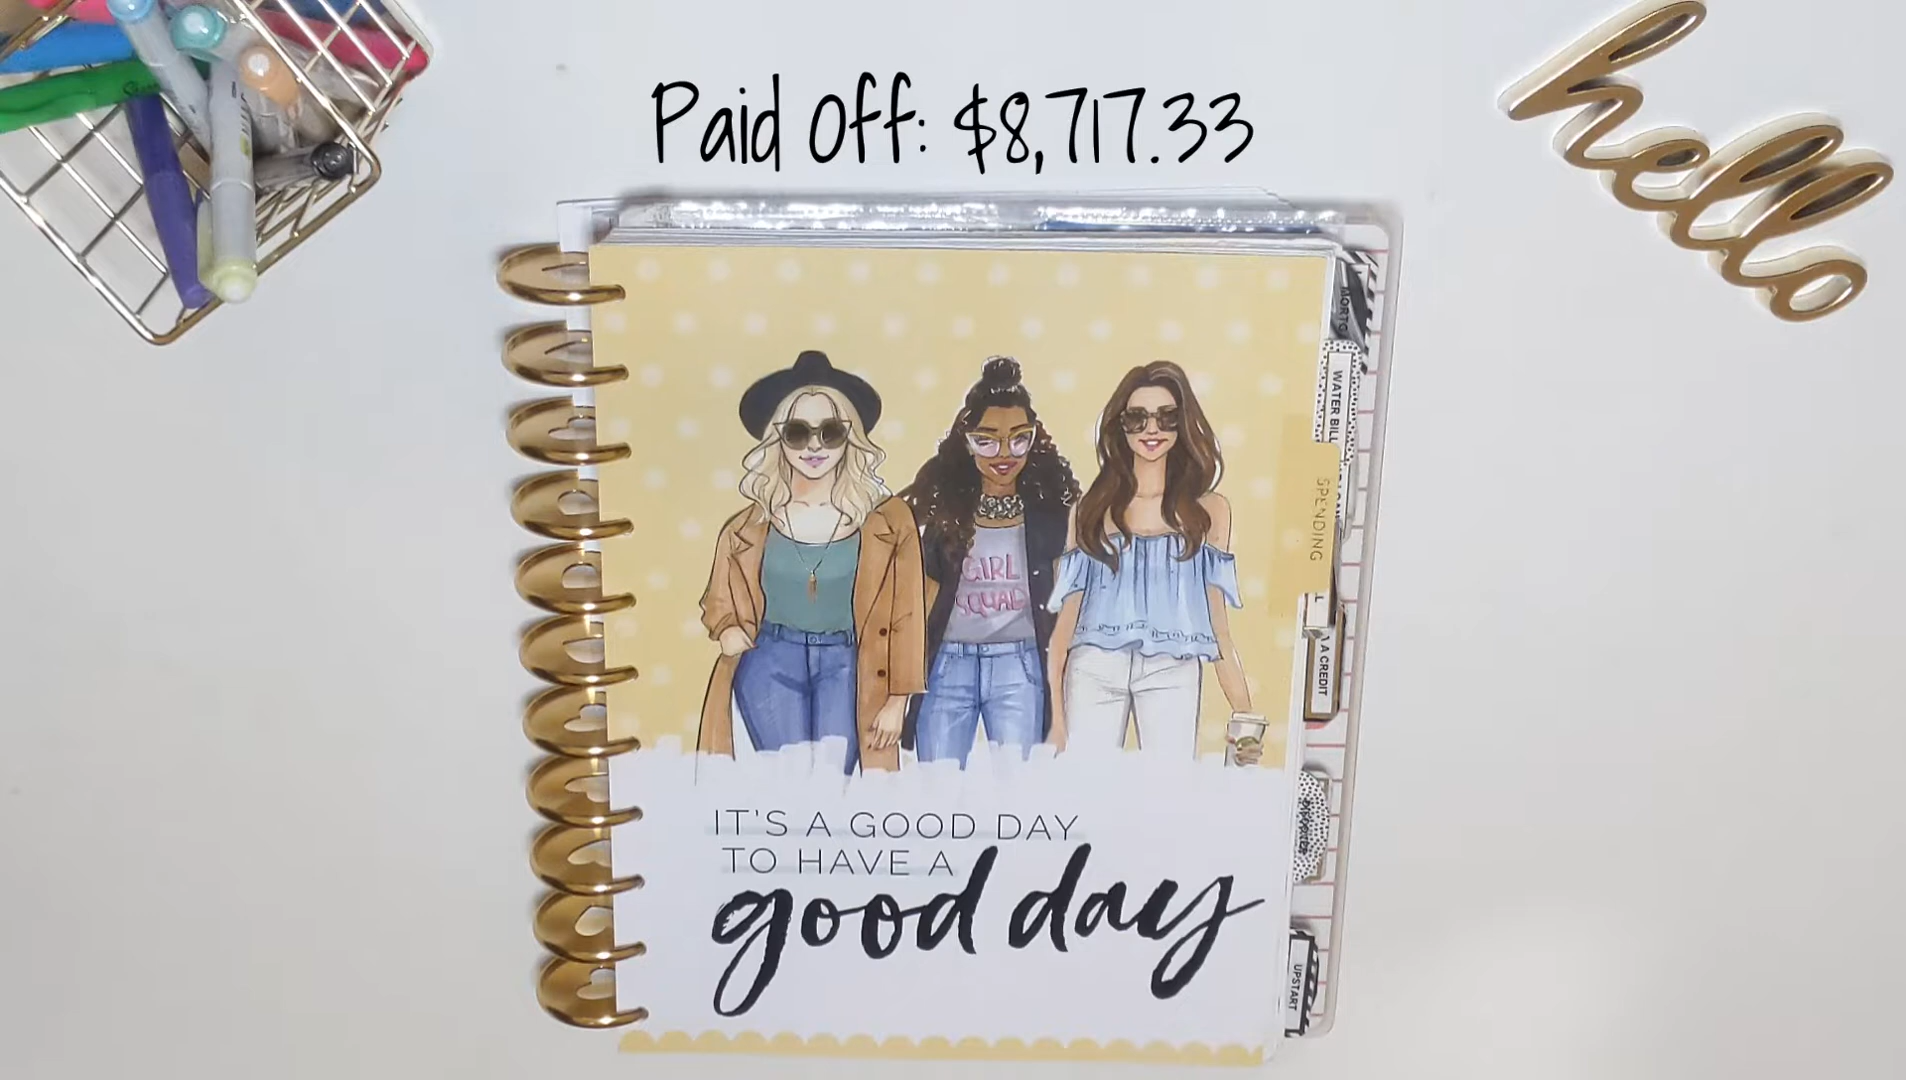 Paid Off: $8,717.33
hello
WATER BILL
SPENDING
GIRL
SQUAD
A CREDIT
IT'S A GOOD DAY
TO HAVE A
good day
UPSTART